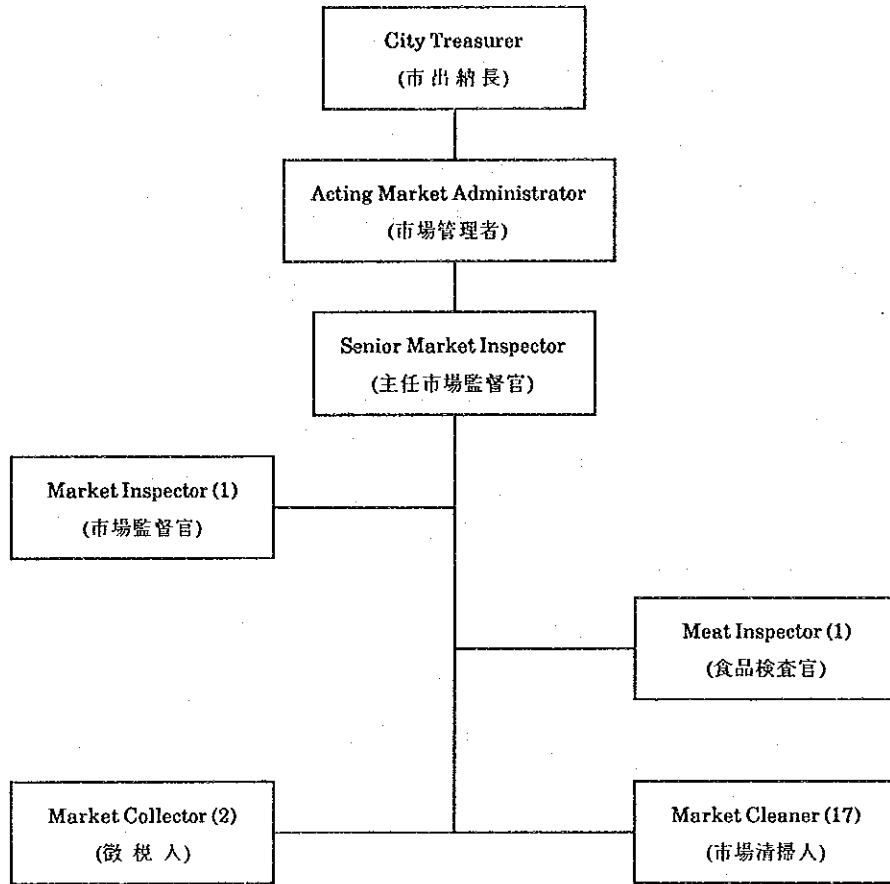 City Treasurer
(市出納長)
Acting Market Administrator
(市場管理者)
Senior Market Inspector
(主任市場監督官)
Market Inspector (1)
(市場監督官)
Meat Inspector (1)
(食品検査官)
Market Collector (2)
(徴税人)
Market Cleaner (17)
(市場清掃人)